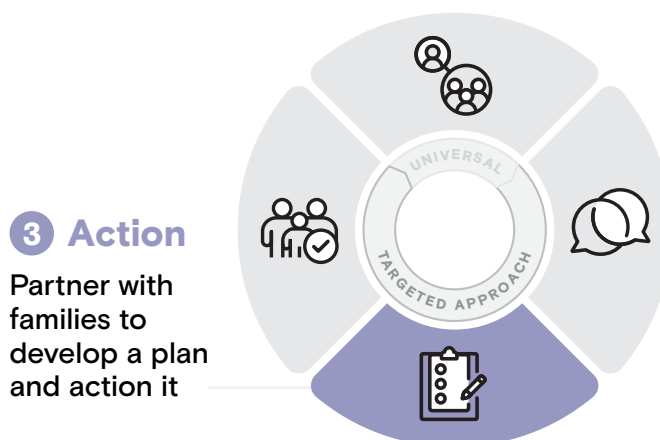 UNIVERSAL
TARGETED APPROACH
3 Action
Partner with
families to
develop a plan
and action it